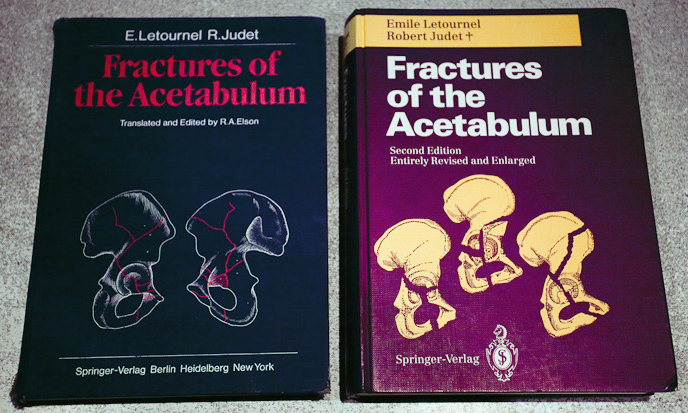 E.Letournel R.Judet
Fractures of
the Acetabulum
Translated and Edited by R.A.Elson
Springer-Verlag Berlin Heidelberg New York
Emile Letournel
Robert Judet †
Fractures
of the
Acetabulum
Second Edition
Entirely Revised and Enlarged
Springer-Verlag